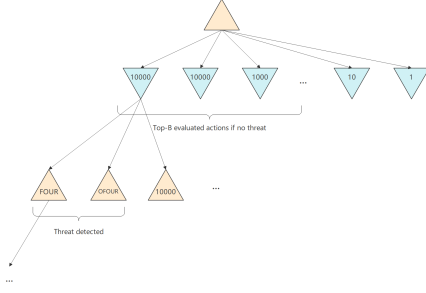 10000 10000 1000 ... 10 1
Top-B evaluated actions if no threat
FOUR OFOUR 10000 ...
Threat detected
...